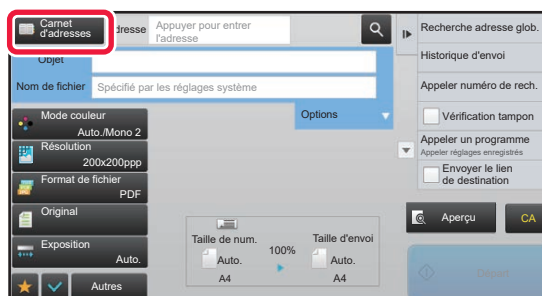 Carnet
d'adresses
dresse
Appuyer pour entrer
l'adresse
Objet
Nom de fichier
Spécifié par les réglages système
Options
Mode couleur
Auto./Mono 2
Résolution
200x200ppp
Format de fichier
PDF
Original
Exposition
Auto.
Autres
Taille de num.
Auto.
A4
100%
Taille d'envoi
Auto.
A4
Recherche adresse glob.
Historique d'envoi
Appeler numéro de rech.
Vérification tampon
Appeler un programme
Appeler réglages enregistrés
Envoyer le lien
de destination
Aperçu
CA
Départ